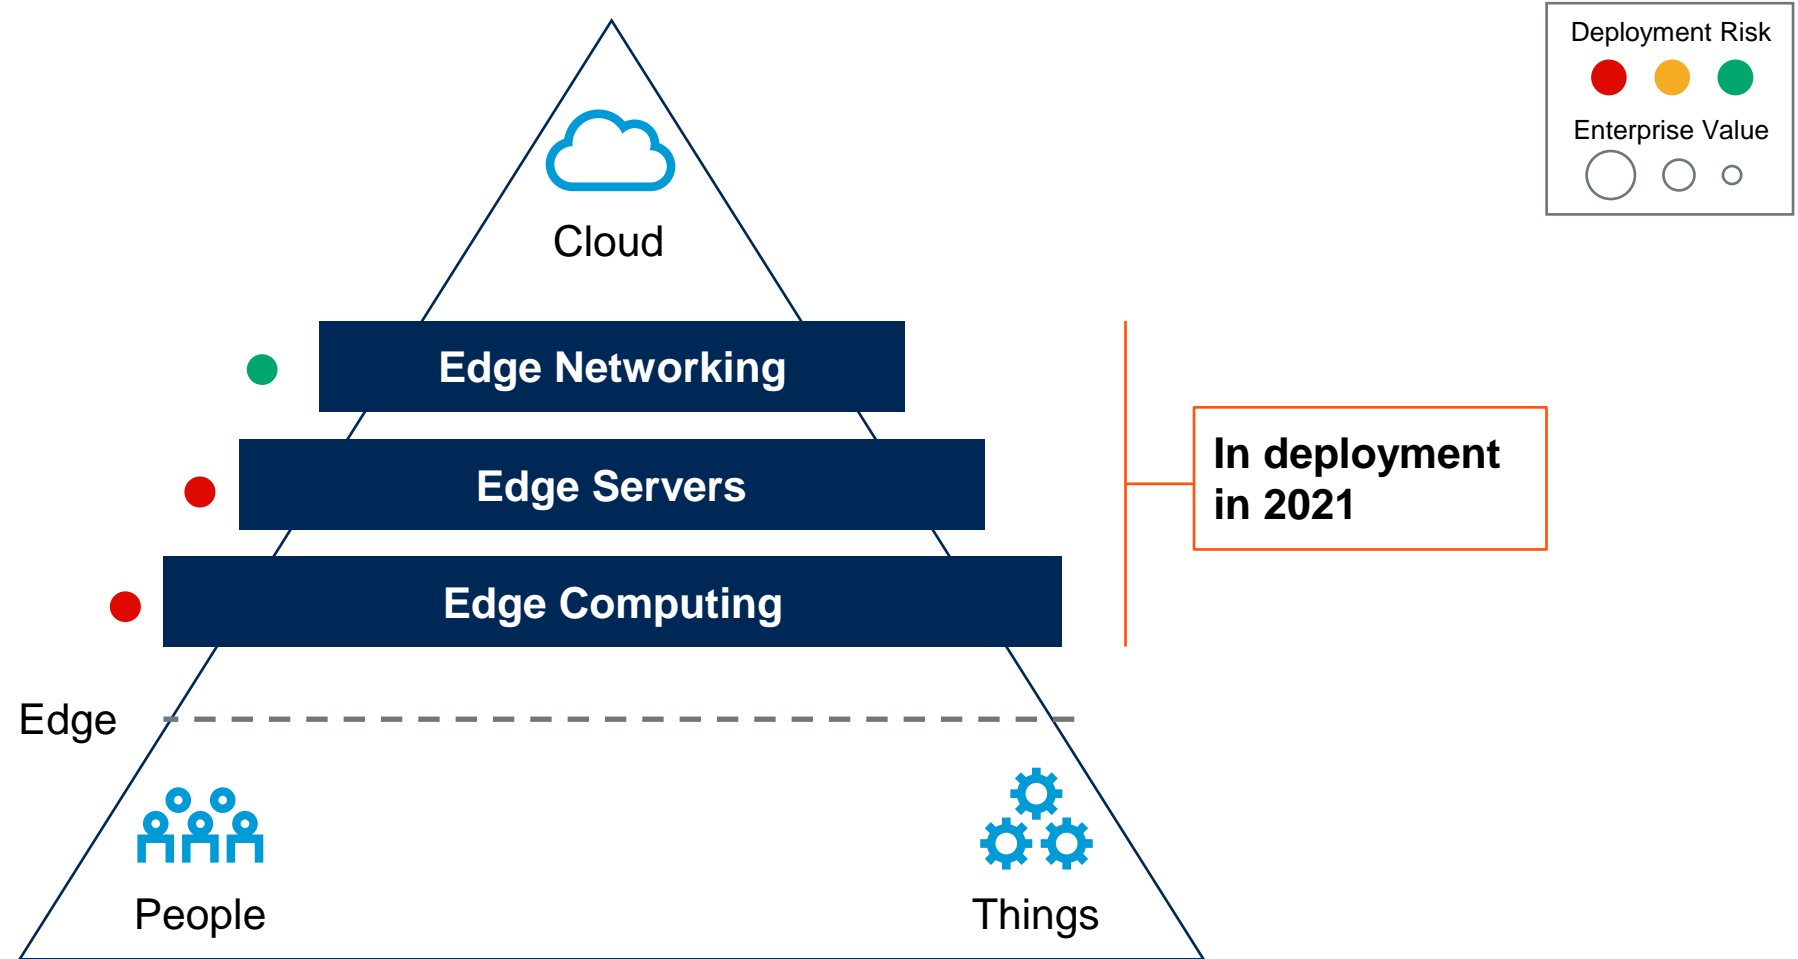 Deployment Risk
Enterprise Value
Cloud
Edge Networking
Edge Servers
Edge Computing
In deployment
in 2021
Edge
People
Things